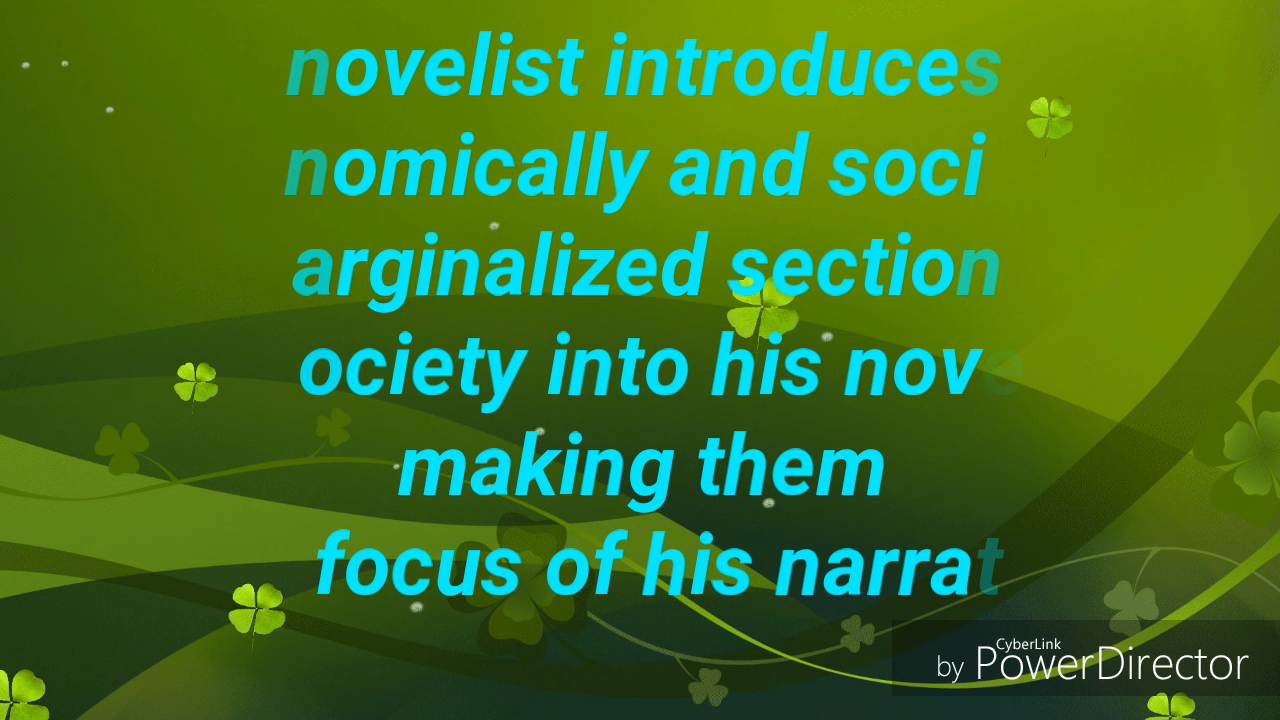 novelist introduces
nomically and soci
arginalized section
ociety into his nove
making them
focus of his narrat
CyberLink
by PowerDirector